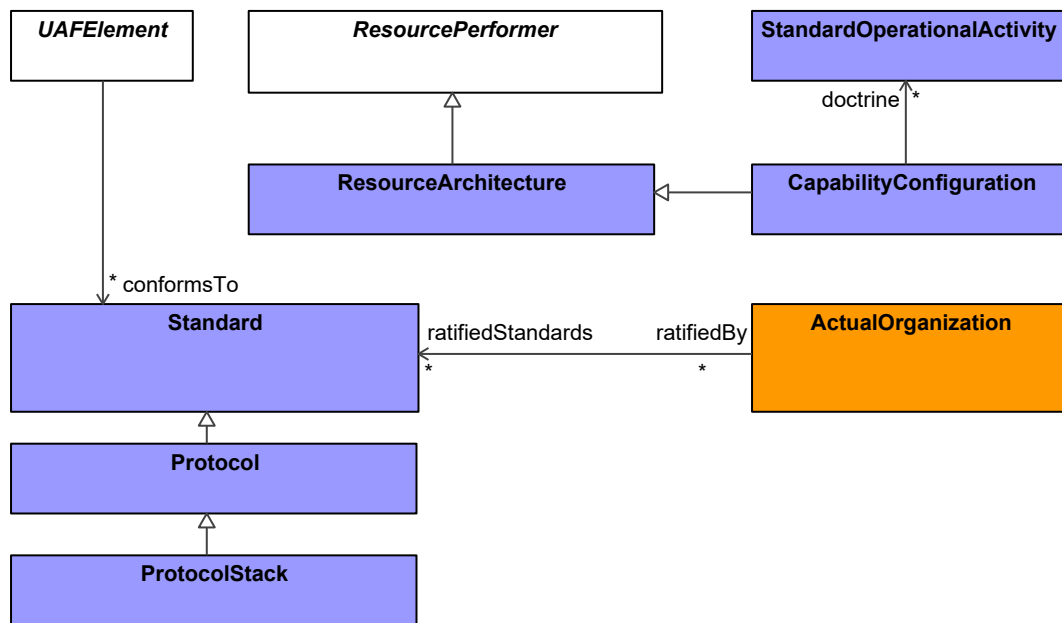 UAFElement
ResourcePerformer
StandardOperationalActivity
doctrine *
ResourceArchitecture
CapabilityConfiguration
* conformsTo
Standard
ratifiedStandards
ratifiedBy
ActualOrganization
*
*
Protocol
ProtocolStack